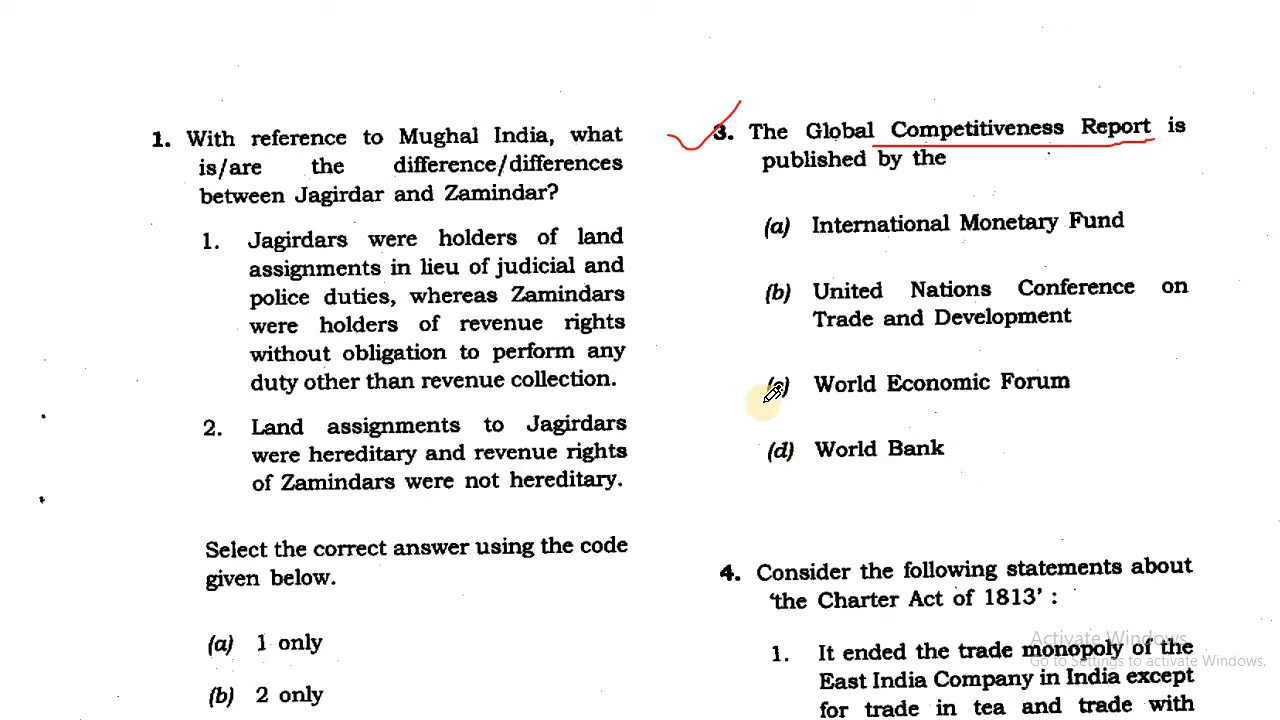 1. With reference to Mughal India, what
is/are the difference/differences
between Jagirdar and Zamindar?
1. Jagirdars were holders of land
assignments in lieu of judicial and
police duties, whereas Zamindars
were holders of revenue rights
without obligation to perform any
duty other than revenue collection.
2. Land assignments to Jagirdars
were hereditary and revenue rights
of Zamindars were not hereditary.
Select the correct answer using the code
given below.
(a) 1 only
(b) 2 only
3. The Global Competitiveness Report is
published by the
(a) International Monetary Fund
(b) United Nations Conference on
Trade and Development
(c) World Economic Forum
(d) World Bank
4. Consider the following statements about
'the Charter Act of 1813' :
1. It ended the trade monopoly of the
East India Company in India except
for trade in tea and trade with
Activate Windows
Go to Settings to activate Windows.